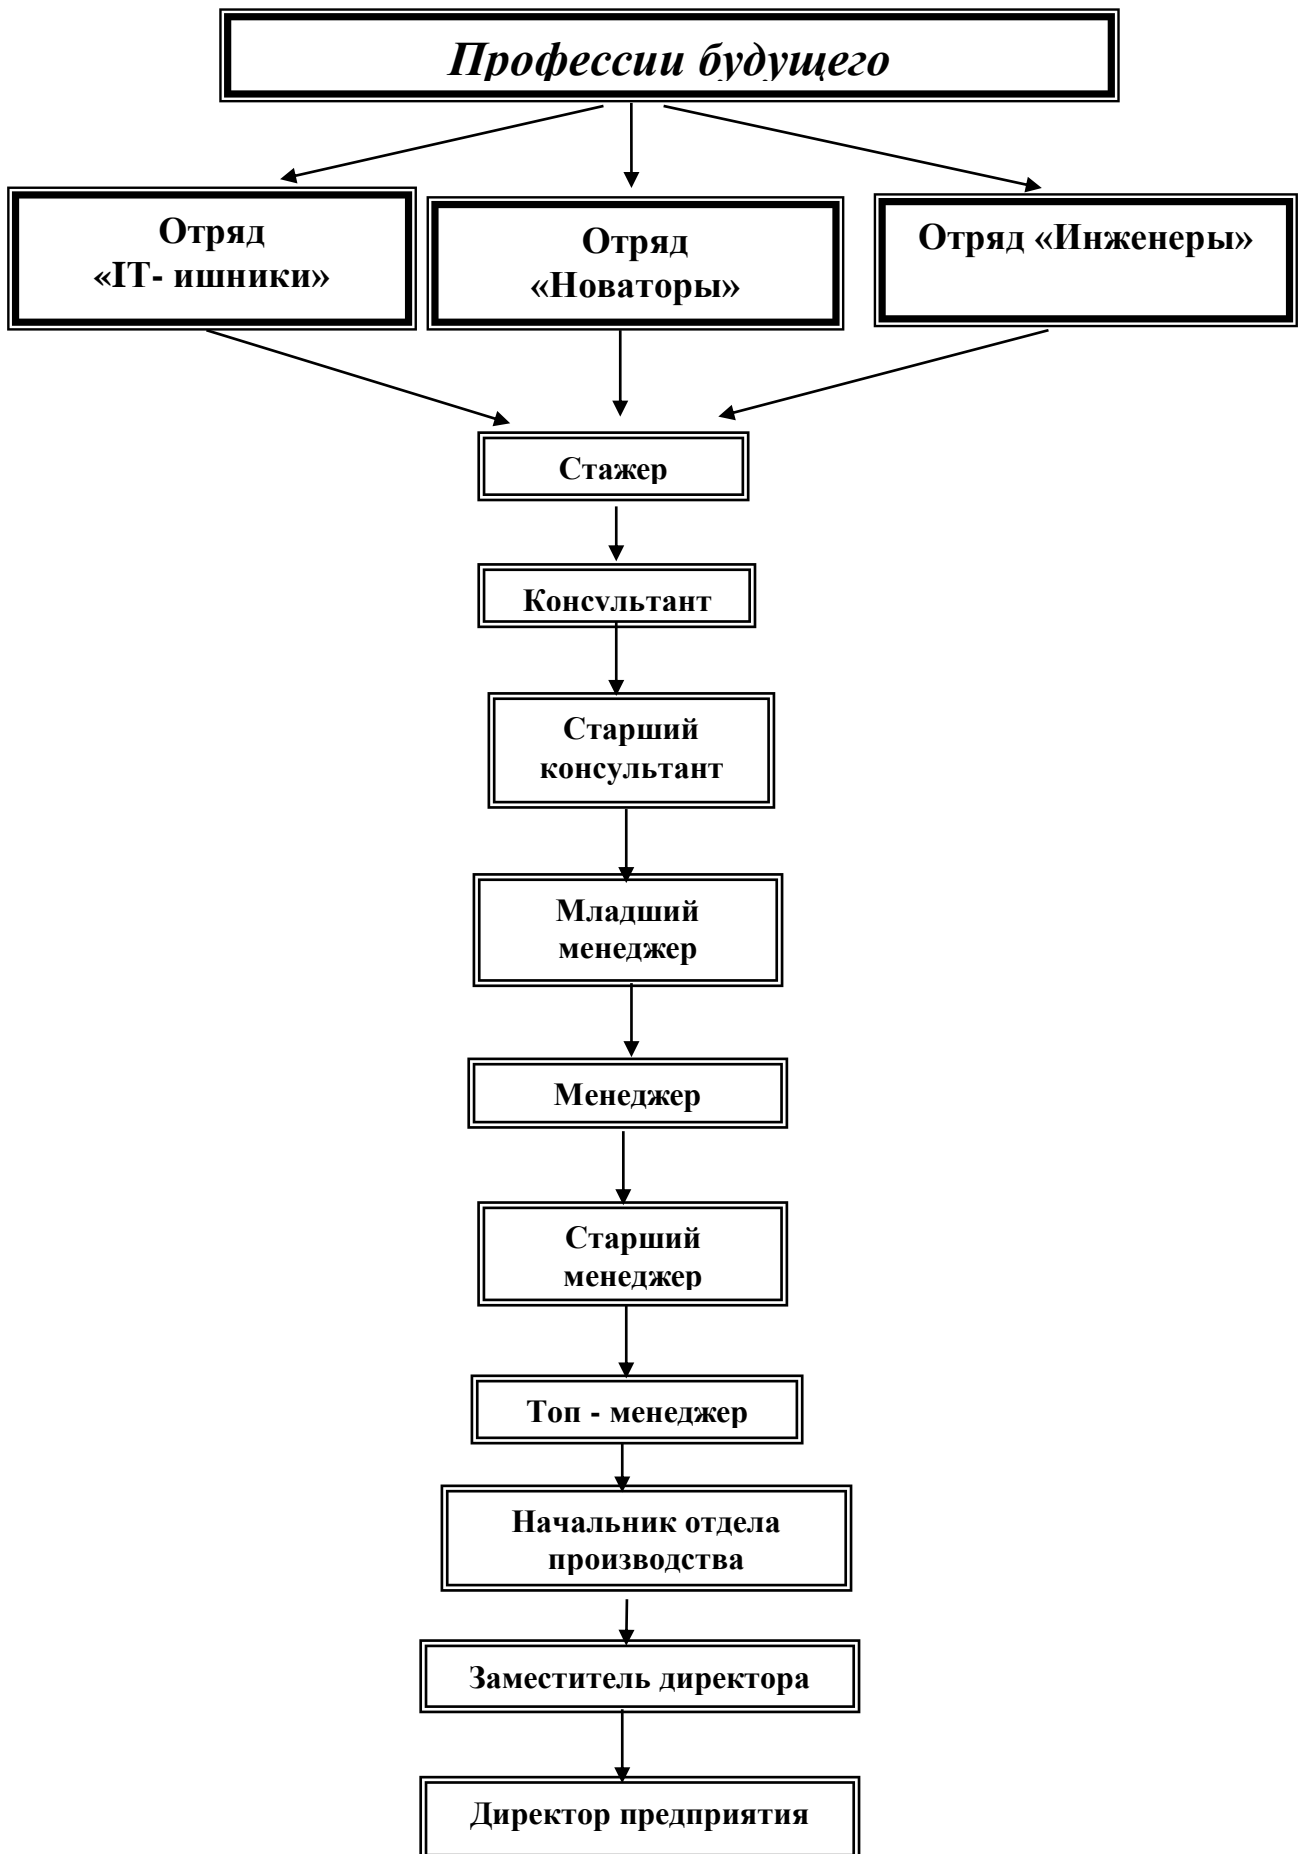 Профессии будущего
Отряд
«IT- ишники»
Отряд
«Новаторы»
Отряд «Инженеры»
Стажер
Консультант
Старший
консультант
Младший
менеджер
Менеджер
Старший
менеджер
Топ - менеджер
Начальник отдела
производства
Заместитель директора
Директор предприятия